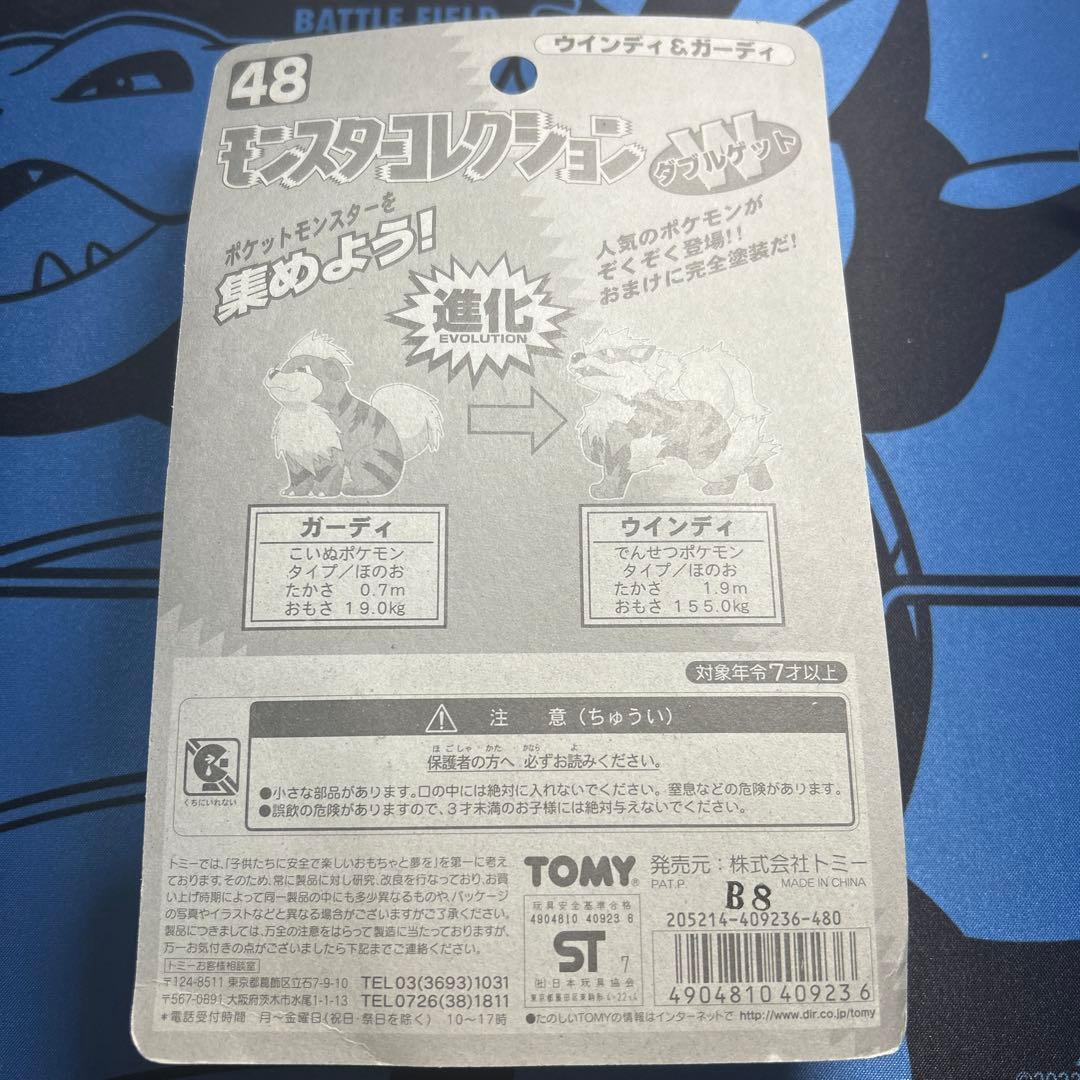 BATTLE FIELD
ウインディ&ガーディ
48
モンスターコレクション
W
ダブルゲット
ポケットモンスターを
集めよう!
人気のポケモンが
ぞくぞく登場!!
おまけに完全塗装だ!
進化
EVOLUTION
ガーディ
こいぬポケモン
タイプ/ほのお
たかさ 0.7m
おもさ 19.0kg
ウインディ
でんせつポケモン
タイプ/ほのお
たかさ 1.9m
おもさ 155.0kg
対象年令7才以上
注 意(ちゅうい)
ほごしゃ かた かなら よ
保護者の方へ 必ずお読みください。
くちにいれない
●小さな部品があります。口の中には絶対に入れないでください。窒息などの危険があります。
●誤飲の危険がありますので、3才未満のお子様には絶対与えないでください。
トミーでは、「子供たちに安全で楽しいおもちゃと夢を」を第一に考え
ております。そのため、常に製品に対し研究、改良を行なっており、お買
い上げ時期によって同一製品の中にも多少異なるものや、パッケージ
の写真やイラストなどと異なる場合がございますがご了承ください。
製品につきましては、万全の注意をはらって製造に当たっておりますが、
万一お気付きの点がございましたら下記までご連絡ください。
トミーお客様相談室
〒124-8511 東京都葛飾区立石7-9-10 TEL03(3693)1031
〒567-0891 大阪府茨木市水尾1-1-13 TEL0726(38)1811
*電話受付時間 月〜金曜日(祝日・祭日を除く) 10〜17時
TOMY®
発売元:株式会社トミー
PAT.P. MADE IN CHINA
B8
205214-409236-480
玩具安全基準合格
4904810 40923 6
ST 7
(社)日本玩具協会
4904810 409236
●たのしいTOMYの情報はインターネットで http://www.dir.co.jp/tomy